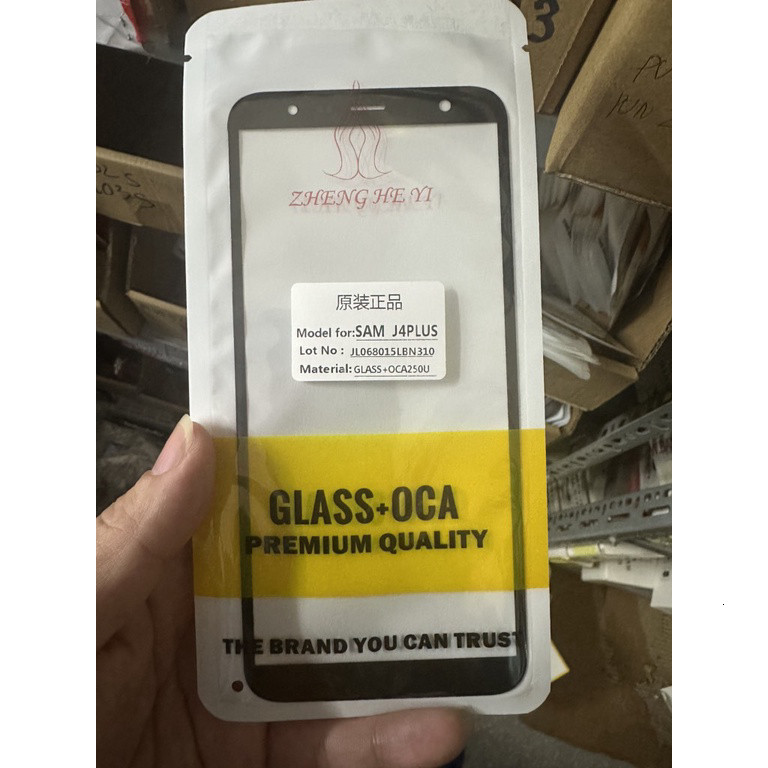 3
ZHENG HE YI
原装正品
Model for:SAM J4PLUS
Lot No : JL068015LBN310
Material: GLASS+OCA250U
GLASS+OCA
PREMIUM QUALITY
THE BRAND YOU CAN TRUST